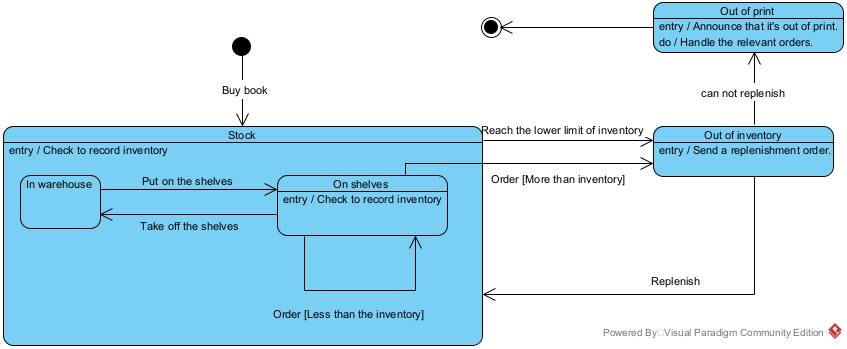 Out of print
entry / Announce that it's out of print.
do / Handle the relevant orders.
Buy book
can not replenish
Stock
entry / Check to record inventory
Reach the lower limit of inventory
Out of inventory
entry / Send a replenishment order.
In warehouse
Put on the shelves
On shelves
entry / Check to record inventory
Order [More than inventory]
Take off the shelves
Replenish
Order [Less than the inventory]
Powered By Visual Paradigm Community Edition